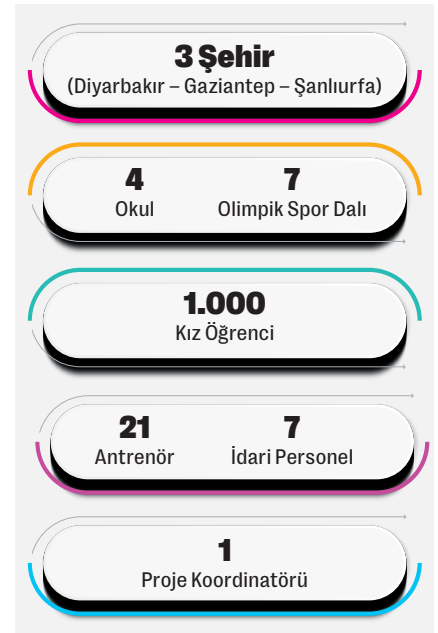 3 Şehir
(Diyarbakır – Gaziantep – Şanlıurfa)
4 7
Okul Olimpik Spor Dalı
1.000
Kız Öğrenci
21 7
Antrenör İdari Personel
1
Proje Koordinatörü